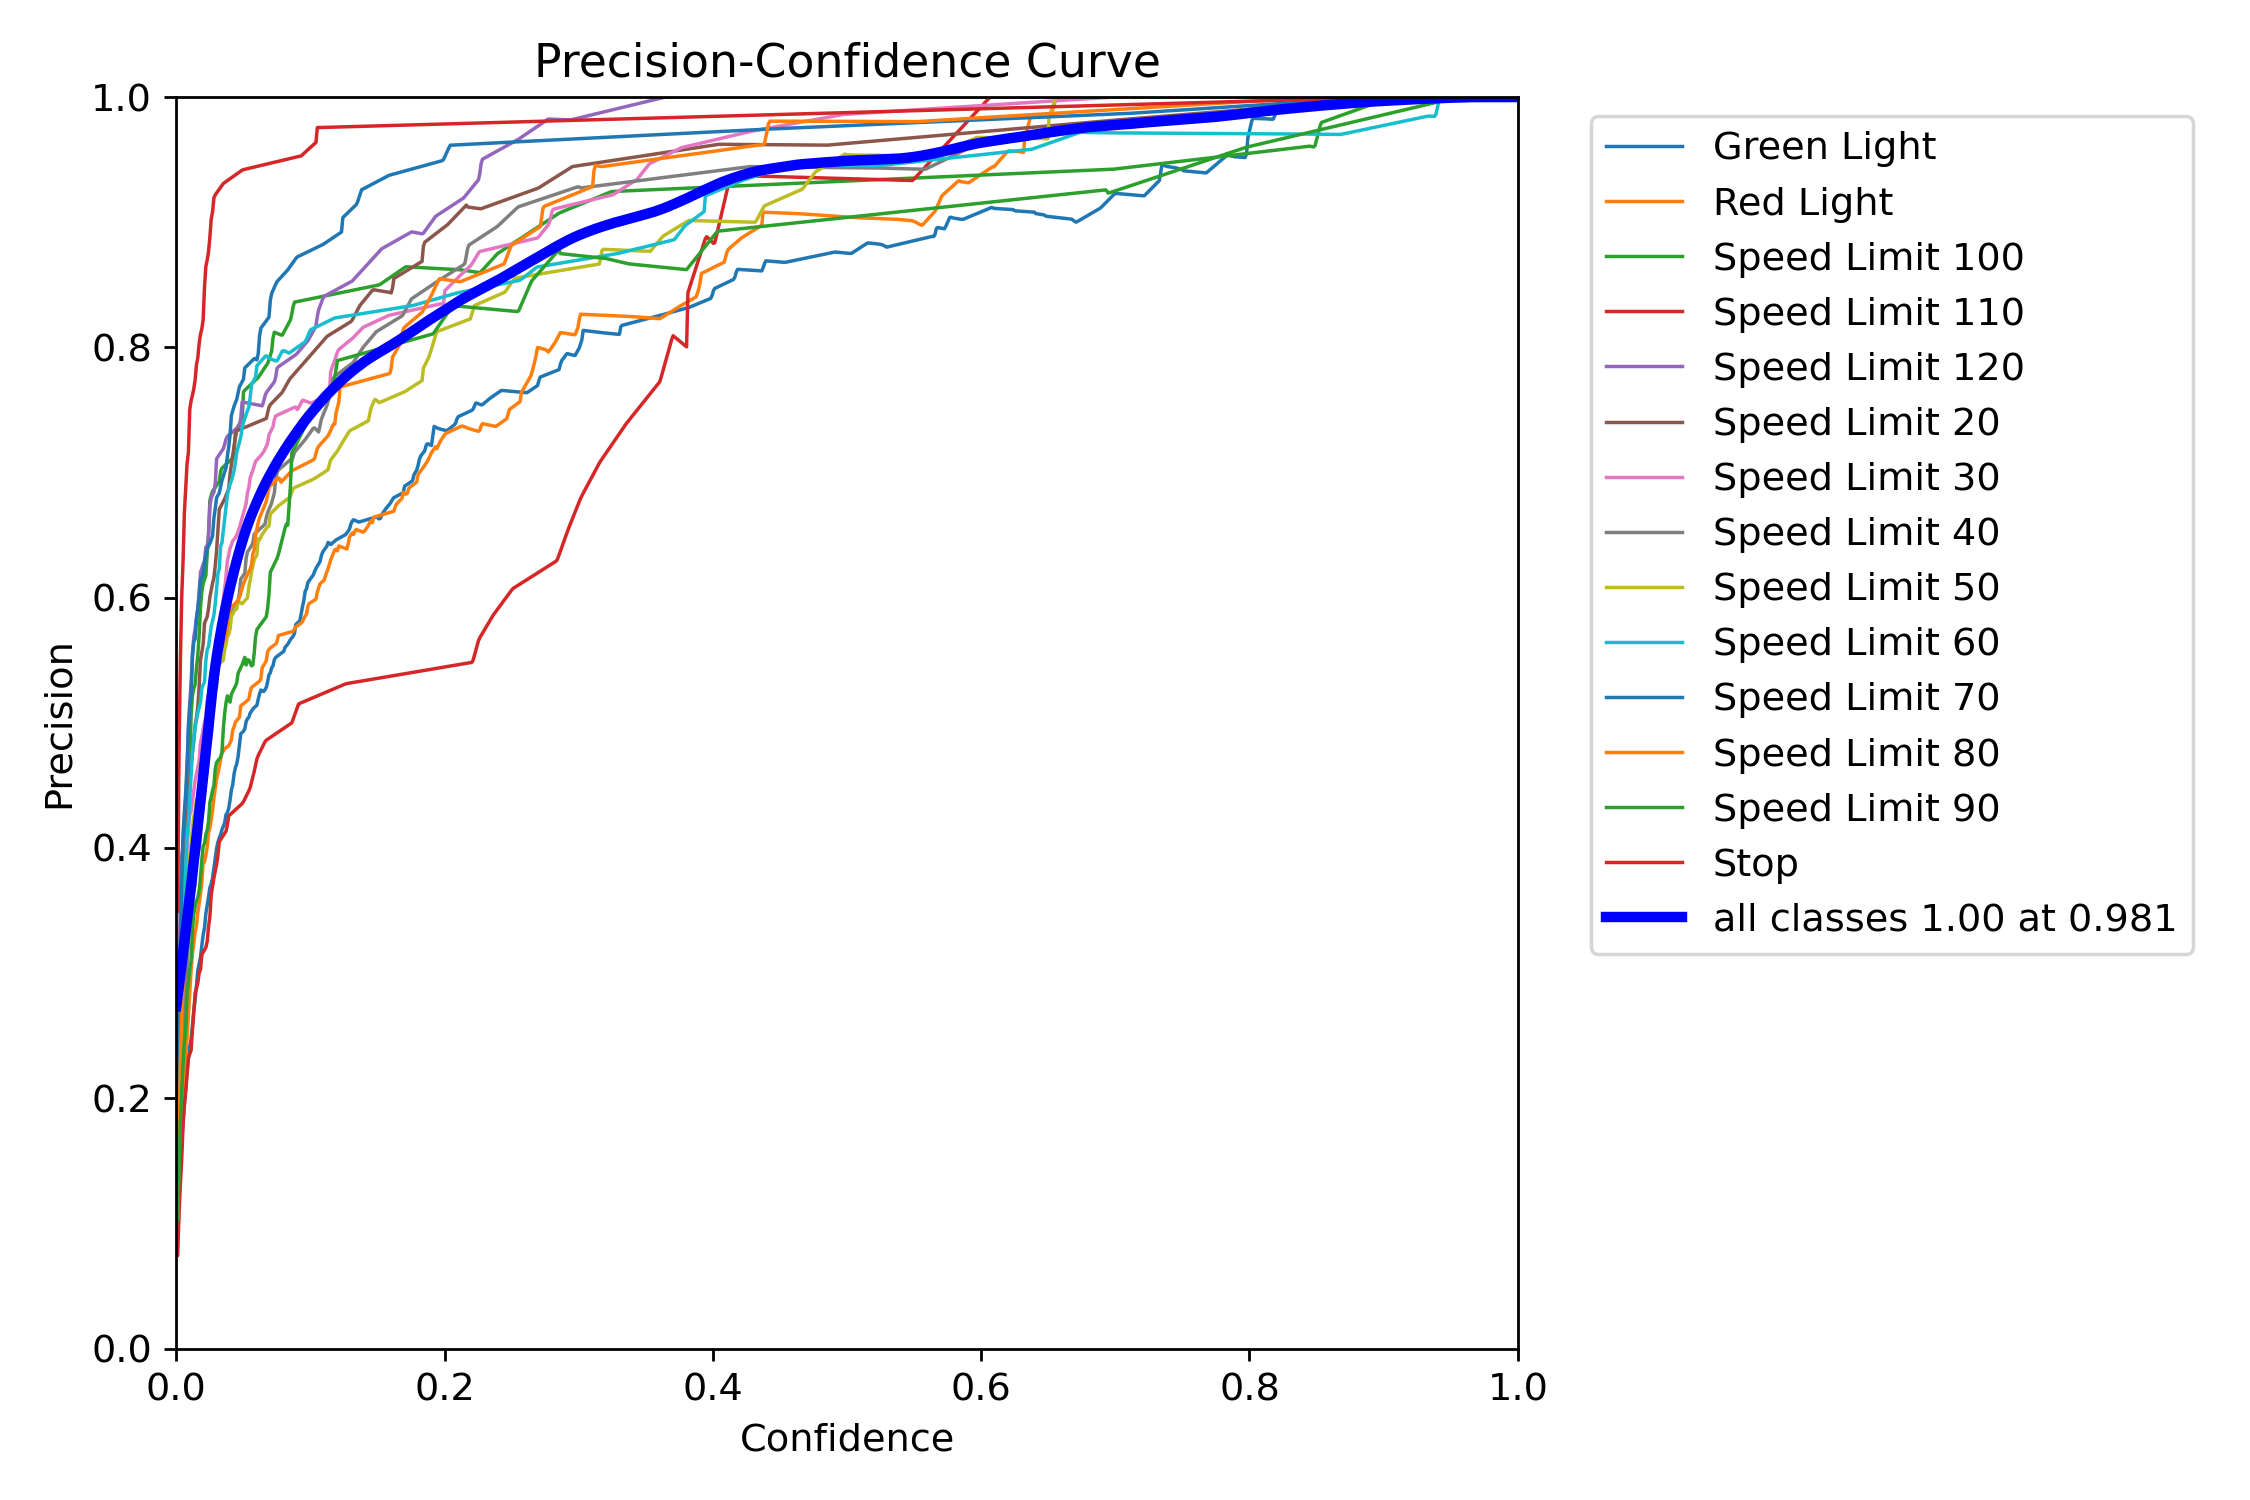 Precision-Confidence Curve
1.0
0.8
0.6
0.4
0.2
0.0
Precision
0.0 0.2 0.4 0.6 0.8 1.0
Confidence
Green Light
Red Light
Speed Limit 100
Speed Limit 110
Speed Limit 120
Speed Limit 20
Speed Limit 30
Speed Limit 40
Speed Limit 50
Speed Limit 60
Speed Limit 70
Speed Limit 80
Speed Limit 90
Stop
all classes 1.00 at 0.981